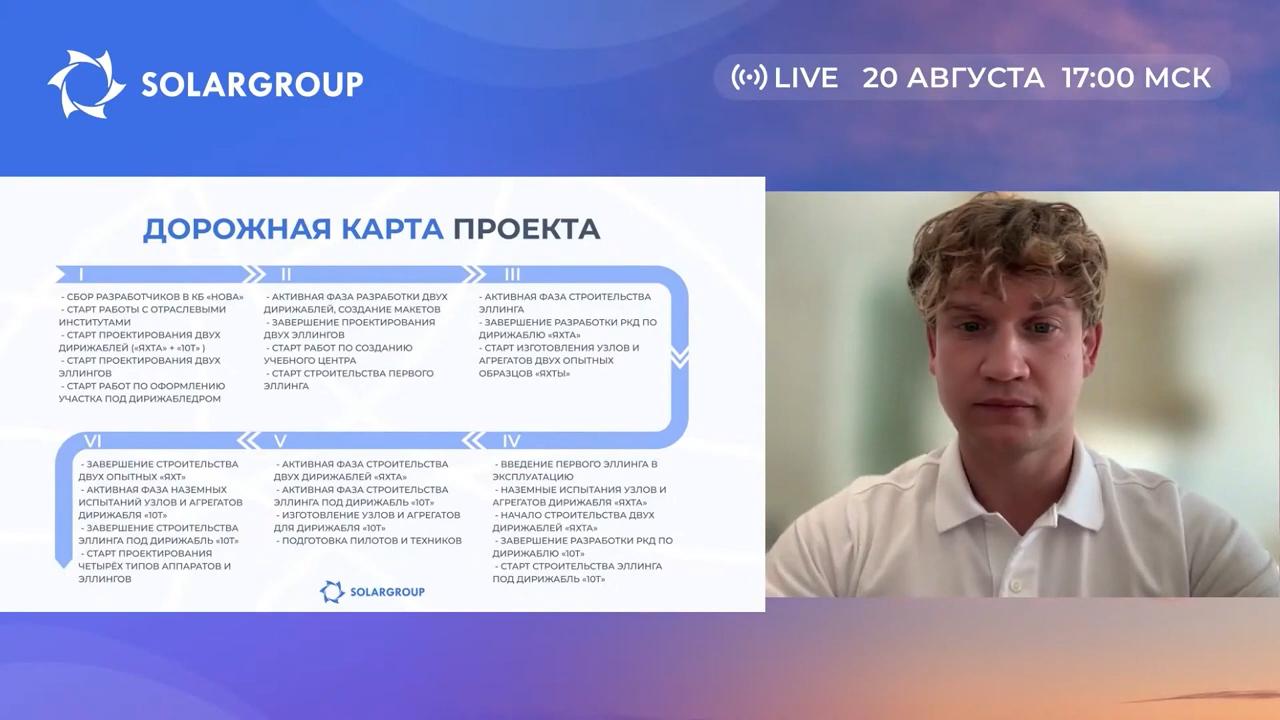 SOLARGROUP
LIVE 20 АВГУСТА 17:00 МСК
ДОРОЖНАЯ КАРТА ПРОЕКТА
I
- СБОР РАЗРАБОТЧИКОВ В КБ «НОВА»
- СТАРТ РАБОТЫ С ОТРАСЛЕВЫМИ
ИНСТИТУТАМИ
- СТАРТ ПРОЕКТИРОВАНИЯ ДВУХ
ДИРИЖАБЛЕЙ («ЯХТА» + «10Т» )
- СТАРТ ПРОЕКТИРОВАНИЯ ДВУХ
ЭЛЛИНГОВ
- СТАРТ РАБОТ ПО ОФОРМЛЕНИЮ
УЧАСТКА ПОД ДИРИЖАБЛЕДРОМ
II
- АКТИВНАЯ ФАЗА РАЗРАБОТКИ ДВУХ
ДИРИЖАБЛЕЙ, СОЗДАНИЕ МАКЕТОВ
- ЗАВЕРШЕНИЕ ПРОЕКТИРОВАНИЯ
ДВУХ ЭЛЛИНГОВ
- СТАРТ РАБОТ ПО СОЗДАНИЮ
УЧЕБНОГО ЦЕНТРА
- СТАРТ СТРОИТЕЛЬСТВА ПЕРВОГО
ЭЛЛИНГА
III
- АКТИВНАЯ ФАЗА СТРОИТЕЛЬСТВА
ЭЛЛИНГА
- ЗАВЕРШЕНИЕ РАЗРАБОТКИ РКД ПО
ДИРИЖАБЛЮ «ЯХТА»
- СТАРТ ИЗГОТОВЛЕНИЯ УЗЛОВ И
АГРЕГАТОВ ДВУХ ОПЫТНЫХ
ОБРАЗЦОВ «ЯХТЫ»
IV
- ВВЕДЕНИЕ ПЕРВОГО ЭЛЛИНГА В
ЭКСПЛУАТАЦИЮ
- НАЗЕМНЫЕ ИСПЫТАНИЯ УЗЛОВ И
АГРЕГАТОВ ДИРИЖАБЛЯ «ЯХТА»
- НАЧАЛО СТРОИТЕЛЬСТВА ДВУХ
ДИРИЖАБЛЕЙ «ЯХТА»
- ЗАВЕРШЕНИЕ РАЗРАБОТКИ РКД ПО
ДИРИЖАБЛЮ «10Т»
- СТАРТ СТРОИТЕЛЬСТВА ЭЛЛИНГА
ПОД ДИРИЖАБЛЬ «10Т»
V
- АКТИВНАЯ ФАЗА СТРОИТЕЛЬСТВА
ДВУХ ДИРИЖАБЛЕЙ «ЯХТА»
- АКТИВНАЯ ФАЗА СТРОИТЕЛЬСТВА
ЭЛЛИНГА ПОД ДИРИЖАБЛЬ «10Т»
- ИЗГОТОВЛЕНИЕ УЗЛОВ И АГРЕГАТОВ
ДЛЯ ДИРИЖАБЛЯ «10Т»
- ПОДГОТОВКА ПИЛОТОВ И ТЕХНИКОВ
VI
- ЗАВЕРШЕНИЕ СТРОИТЕЛЬСТВА
ДВУХ ОПЫТНЫХ «ЯХТ»
- АКТИВНАЯ ФАЗА НАЗЕМНЫХ
ИСПЫТАНИЙ УЗЛОВ И АГРЕГАТОВ
ДИРИЖАБЛЯ «10Т»
- ЗАВЕРШЕНИЕ СТРОИТЕЛЬСТВА
ЭЛЛИНГА ПОД ДИРИЖАБЛЬ «10Т»
- СТАРТ ПРОЕКТИРОВАНИЯ
ЧЕТЫРЁХ ТИПОВ АППАРАТОВ И
ЭЛЛИНГОВ
SOLARGROUP